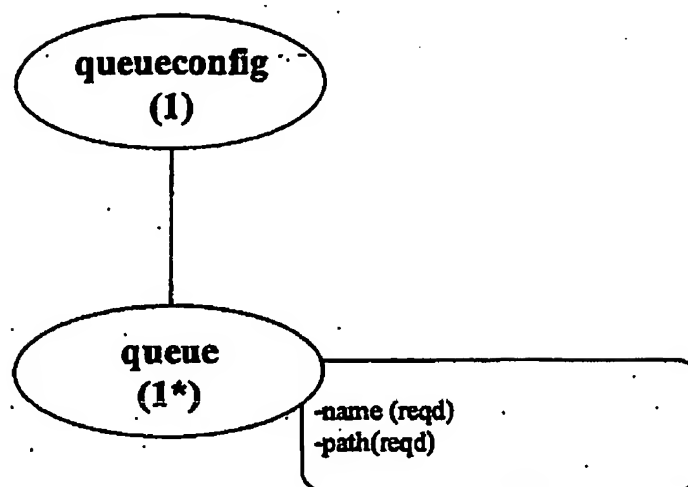 queueconfig
(1)
queue
(1*)
-name (reqd)
-path(reqd)